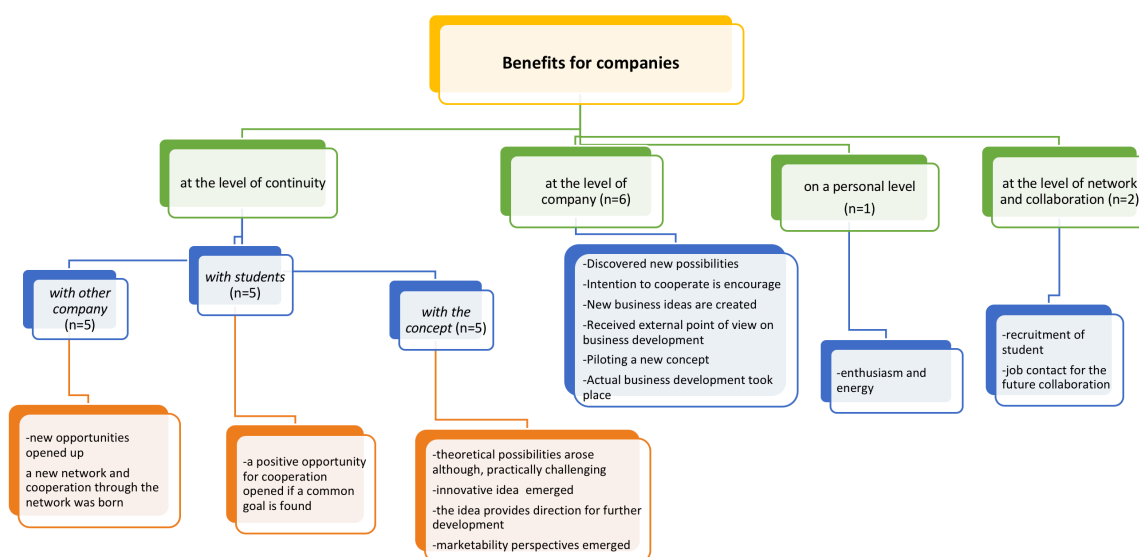 Benefits for companies
at the level of continuity
at the level of
company (n=6)
on a personal level
(n=1)
at the level of network
and collaboration (n=2)
with other
company
(n=5)
with students
(n=5)
with the
concept (n=5)
-Discovered new possibilities
-Intention to cooperate is encourage
-New business ideas are created
-Received external point of view on
business development
-Piloting a new concept
-Actual business development took
place
-enthusiasm and
energy
-recruitment of
student
-job contact for the
future collaboration
-new opportunities
opened up
a new network and
cooperation through the
network was born
-a positive opportunity
for cooperation
opened if a common
goal is found
-theoretical possibilities arose
although, practically challenging
-innovative idea  emerged
-the idea provides direction for further
development
-marketability perspectives emerged